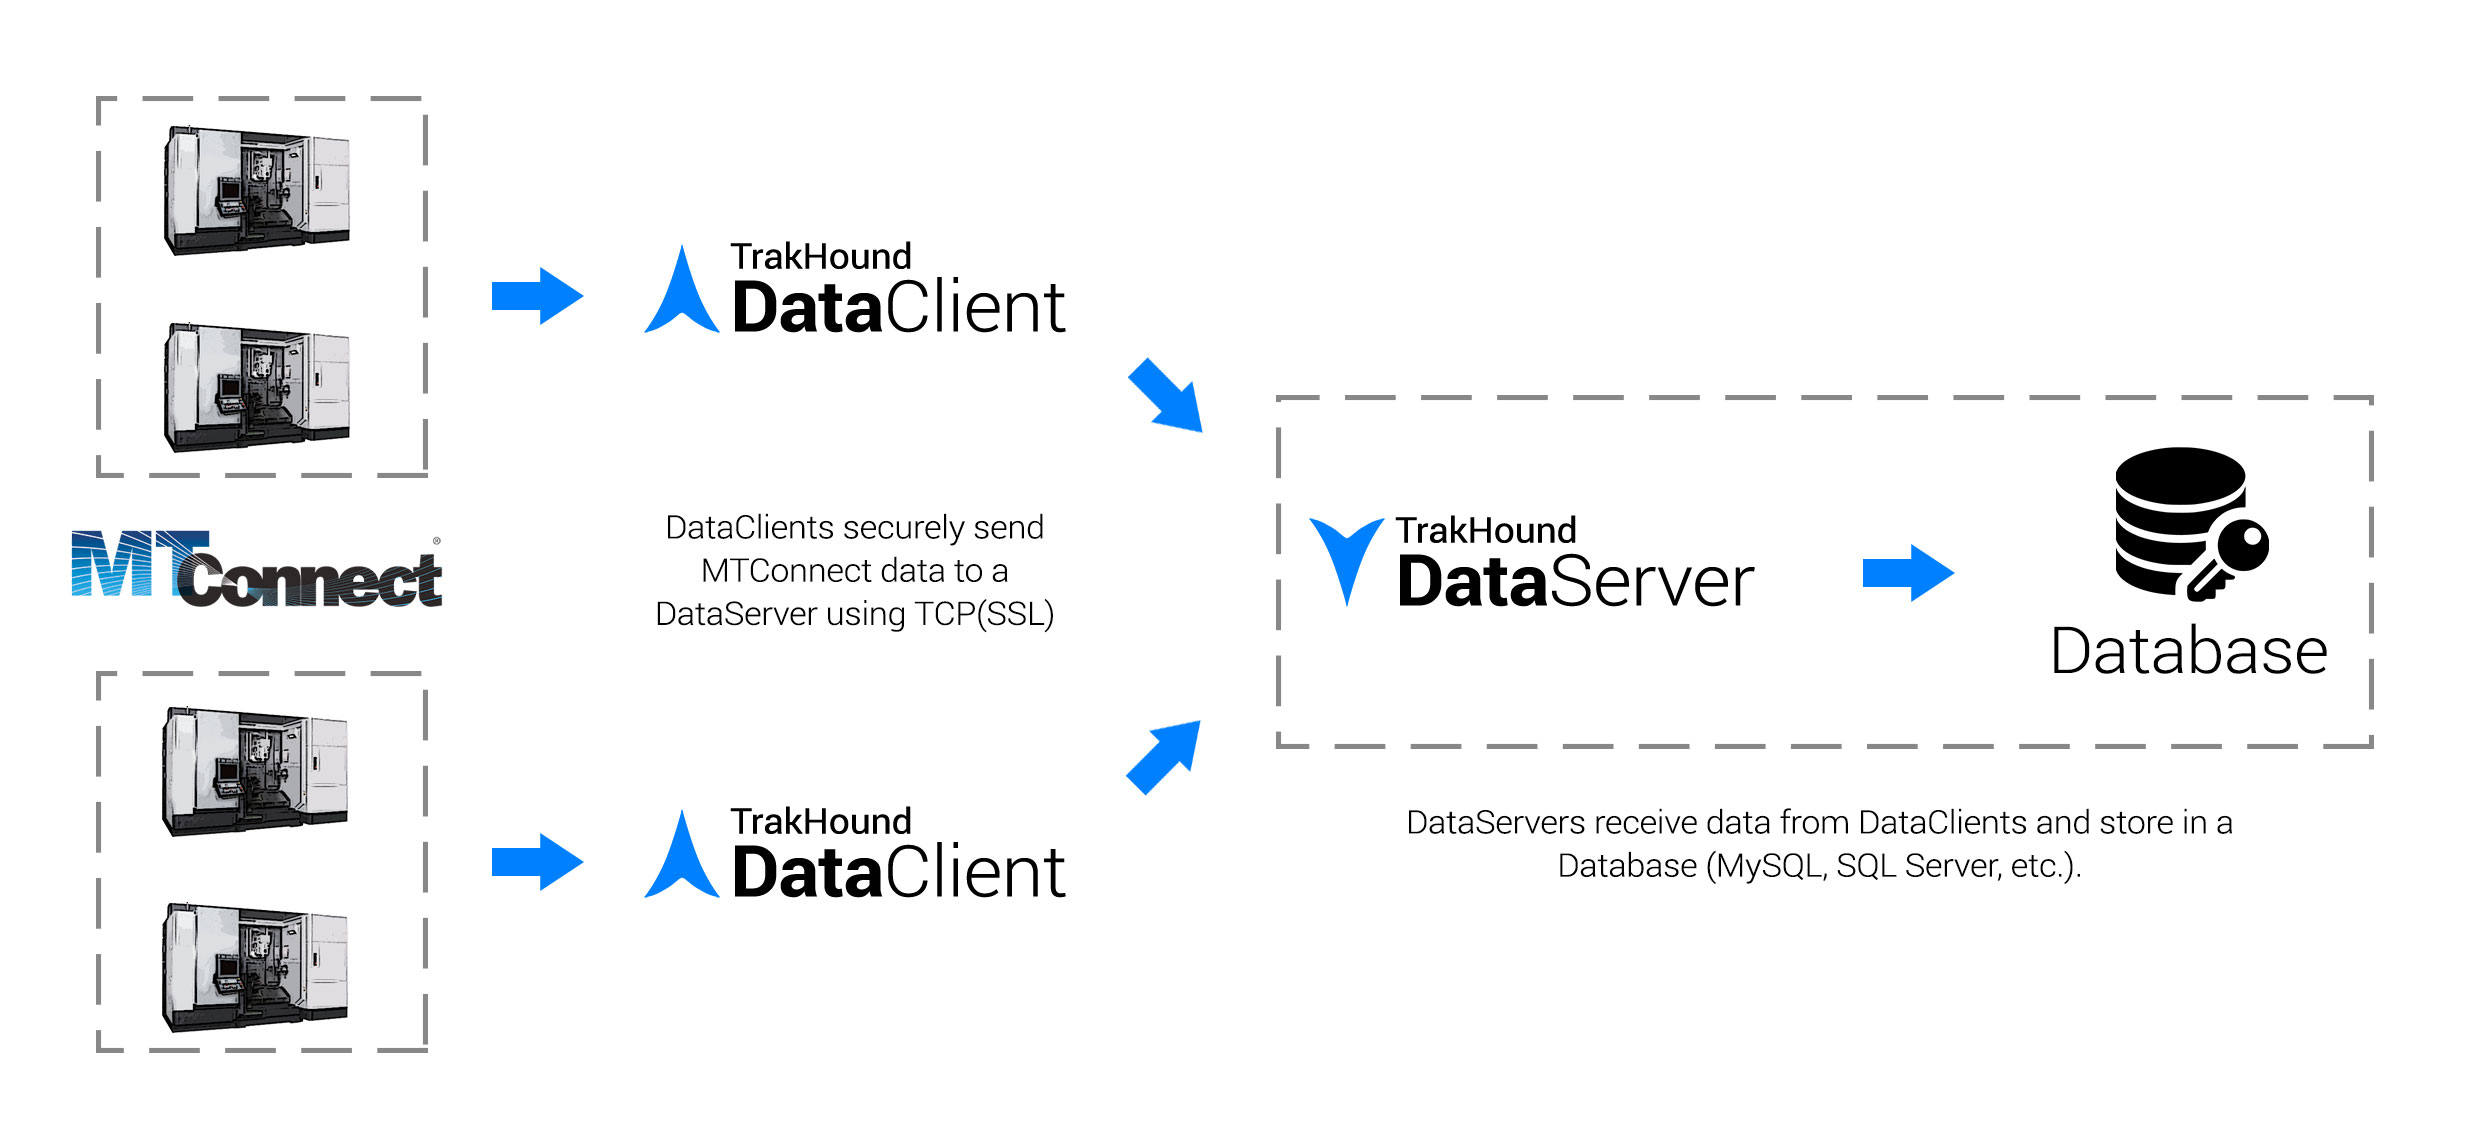 TrakHound
DataClient
MTConnect®
DataClients securely send
MTConnect data to a
DataServer using TCP(SSL)
TrakHound
DataClient
TrakHound
DataServer
Database
DataServers receive data from DataClients and store in a
Database (MySQL, SQL Server, etc.).